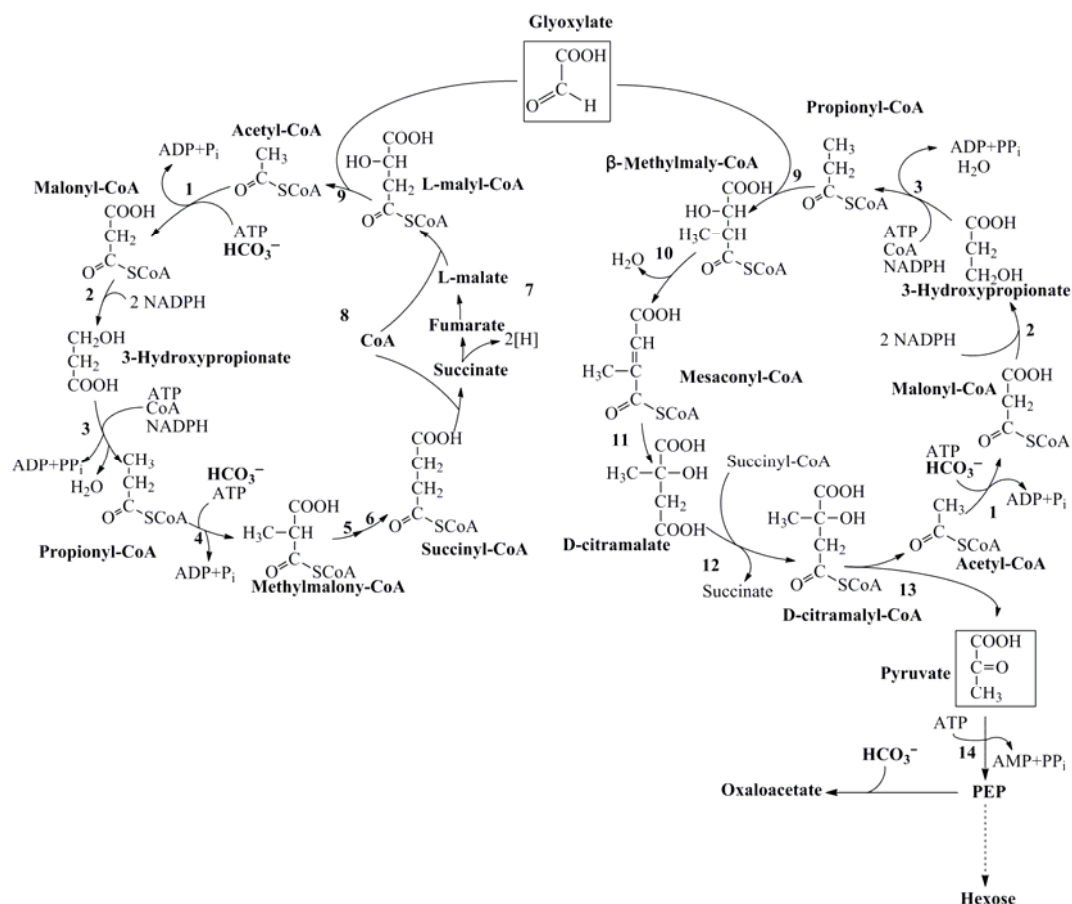 Glyoxylate
COOH
C
O
H
Acetyl-CoA
CH3
C
O
SCoA
ADP+Pi
1
ATP
HCO3−
9
COOH
HO-CH
CH2
C
O
SCoA
L-malyl-CoA
Malonyl-CoA
COOH
CH2
C
O
SCoA
2
2 NADPH
CH2OH
CH2
COOH
3-Hydroxypropionate
3
ATP
CoA
NADPH
ADP+PPi
H2O
CH3
CH2
C
O
SCoA
Propionyl-CoA
HCO3−
ATP
4
ADP+Pi
COOH
H3C-CH
C
O
SCoA
Methylmalony-CoA
5
6
COOH
CH2
CH2
C
O
SCoA
Succinyl-CoA
8
CoA
L-malate
7
Fumarate
2[H]
Succinate
Propionyl-CoA
CH3
CH2
C
O
SCoA
9
β-Methylmaly-CoA
COOH
HO-CH
H3C-CH
C
O
SCoA
10
H2O
COOH
CH
H3C-C
C
O
SCoA
Mesaconyl-CoA
11
COOH
H3C-C-OH
CH2
COOH
D-citramalate
Succinyl-CoA
12
Succinate
COOH
H3C-C-OH
CH2
C
O
SCoA
D-citramalyl-CoA
13
CH3
C
O
SCoA
Acetyl-CoA
ATP
HCO3−
1
ADP+Pi
Malonyl-CoA
COOH
CH2
C
O
SCoA
2 NADPH
2
3-Hydroxypropionate
COOH
CH2
CH2OH
ATP
CoA
NADPH
3
ADP+PPi
H2O
Pyruvate
COOH
C=O
CH3
ATP
14
AMP+PPi
HCO3−
Oxaloacetate
PEP
Hexose